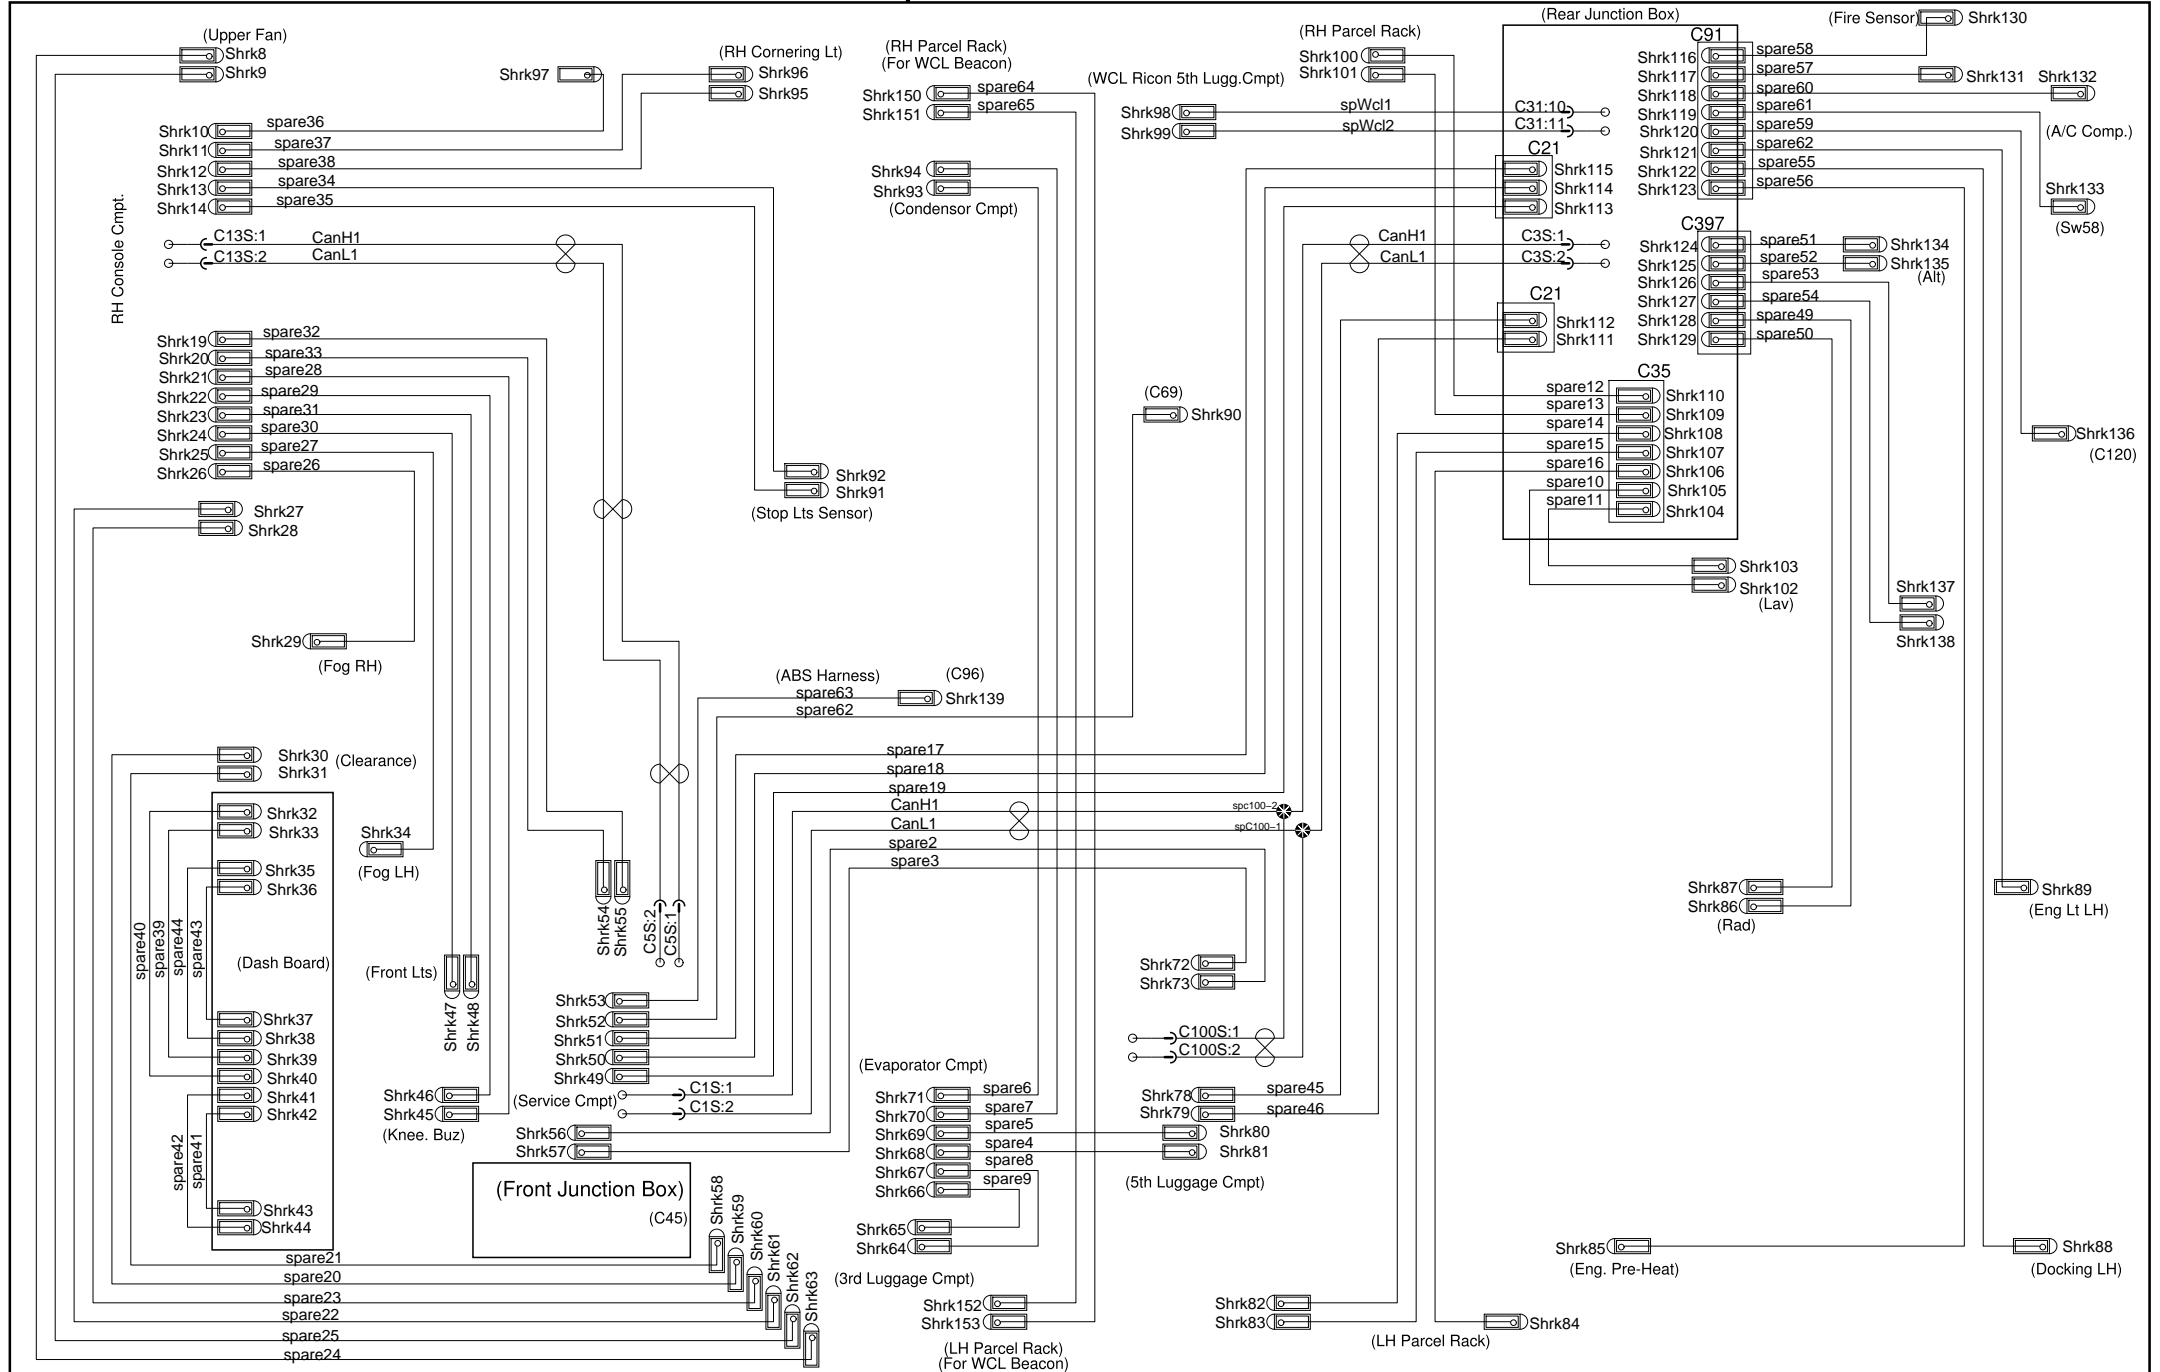 (Upper Fan)
Shrk8
Shrk9
Shrk97
(RH Cornering Lt)
Shrk96
Shrk95
(RH Parcel Rack)
(For WCL Beacon)
Shrk150
spare64
Shrk151
spare65
(WCL Ricon 5th Lugg.Cmpt)
Shrk98
spWcl1
C31:10
Shrk99
spWcl2
C31:11
(RH Parcel Rack)
Shrk100
Shrk101
(Rear Junction Box)
(Fire Sensor)
Shrk130
C91
Shrk116
spare58
Shrk117
spare57
Shrk131
Shrk132
Shrk118
spare60
Shrk119
spare61
Shrk120
spare59
(A/C Comp.)
Shrk121
spare62
Shrk122
spare55
Shrk123
spare56
Shrk133
(Sw58)
Shrk10
spare36
Shrk11
spare37
Shrk12
spare38
Shrk13
spare34
Shrk14
spare35
RH Console Cmpt.
C13S:1
CanH1
C13S:2
CanL1
Shrk94
Shrk93
(Condensor Cmpt)
C21
Shrk115
Shrk114
Shrk113
CanH1
C3S:1
CanL1
C3S:2
C397
Shrk124
spare51
Shrk134
Shrk125
spare52
Shrk135
(Alt)
Shrk126
spare53
Shrk127
spare54
Shrk128
spare49
Shrk129
spare50
C21
Shrk112
Shrk111
Shrk19
spare32
Shrk20
spare33
Shrk21
spare28
Shrk22
spare29
Shrk23
spare31
Shrk24
spare30
Shrk25
spare27
Shrk26
spare26
Shrk27
Shrk28
(C69)
Shrk90
C35
spare12
Shrk110
spare13
Shrk109
spare14
Shrk108
spare15
Shrk107
spare16
Shrk106
spare10
Shrk105
spare11
Shrk104
Shrk136
(C120)
Shrk92
Shrk91
(Stop Lts Sensor)
Shrk103
Shrk102
(Lav)
Shrk137
Shrk138
Shrk29
(Fog RH)
(ABS Harness)
(C96)
spare63
Shrk139
spare62
Shrk30
(Clearance)
Shrk31
spare17
spare18
spare19
CanH1
spc100-2
CanL1
spC100-1
spare2
spare3
Shrk32
Shrk33
Shrk34
(Fog LH)
Shrk35
Shrk36
spare40
spare39
spare44
spare43
(Dash Board)
(Front Lts)
Shrk47
Shrk48
Shrk54
Shrk55
C5S:2
C5S:1
Shrk87
Shrk86
(Rad)
Shrk89
(Eng Lt LH)
Shrk72
Shrk73
Shrk37
Shrk38
Shrk39
Shrk40
Shrk41
Shrk42
Shrk53
Shrk52
Shrk51
Shrk50
Shrk49
(Service Cmpt)
C1S:1
C1S:2
C100S:1
C100S:2
Shrk46
Shrk45
(Knee. Buz)
Shrk56
Shrk57
(Evaporator Cmpt)
Shrk71
spare6
Shrk70
spare7
Shrk69
spare5
Shrk68
spare4
Shrk67
spare8
Shrk66
spare9
Shrk78
spare45
Shrk79
spare46
Shrk80
Shrk81
(5th Luggage Cmpt)
spare42
spare41
Shrk43
Shrk44
(Front Junction Box)
(C45)
Shrk58
Shrk59
Shrk60
Shrk61
Shrk62
Shrk63
Shrk65
Shrk64
(3rd Luggage Cmpt)
Shrk85
(Eng. Pre-Heat)
Shrk88
(Docking LH)
spare21
spare20
spare23
spare22
spare25
spare24
Shrk152
Shrk153
(LH Parcel Rack)
(For WCL Beacon)
Shrk82
Shrk83
Shrk84
(LH Parcel Rack)